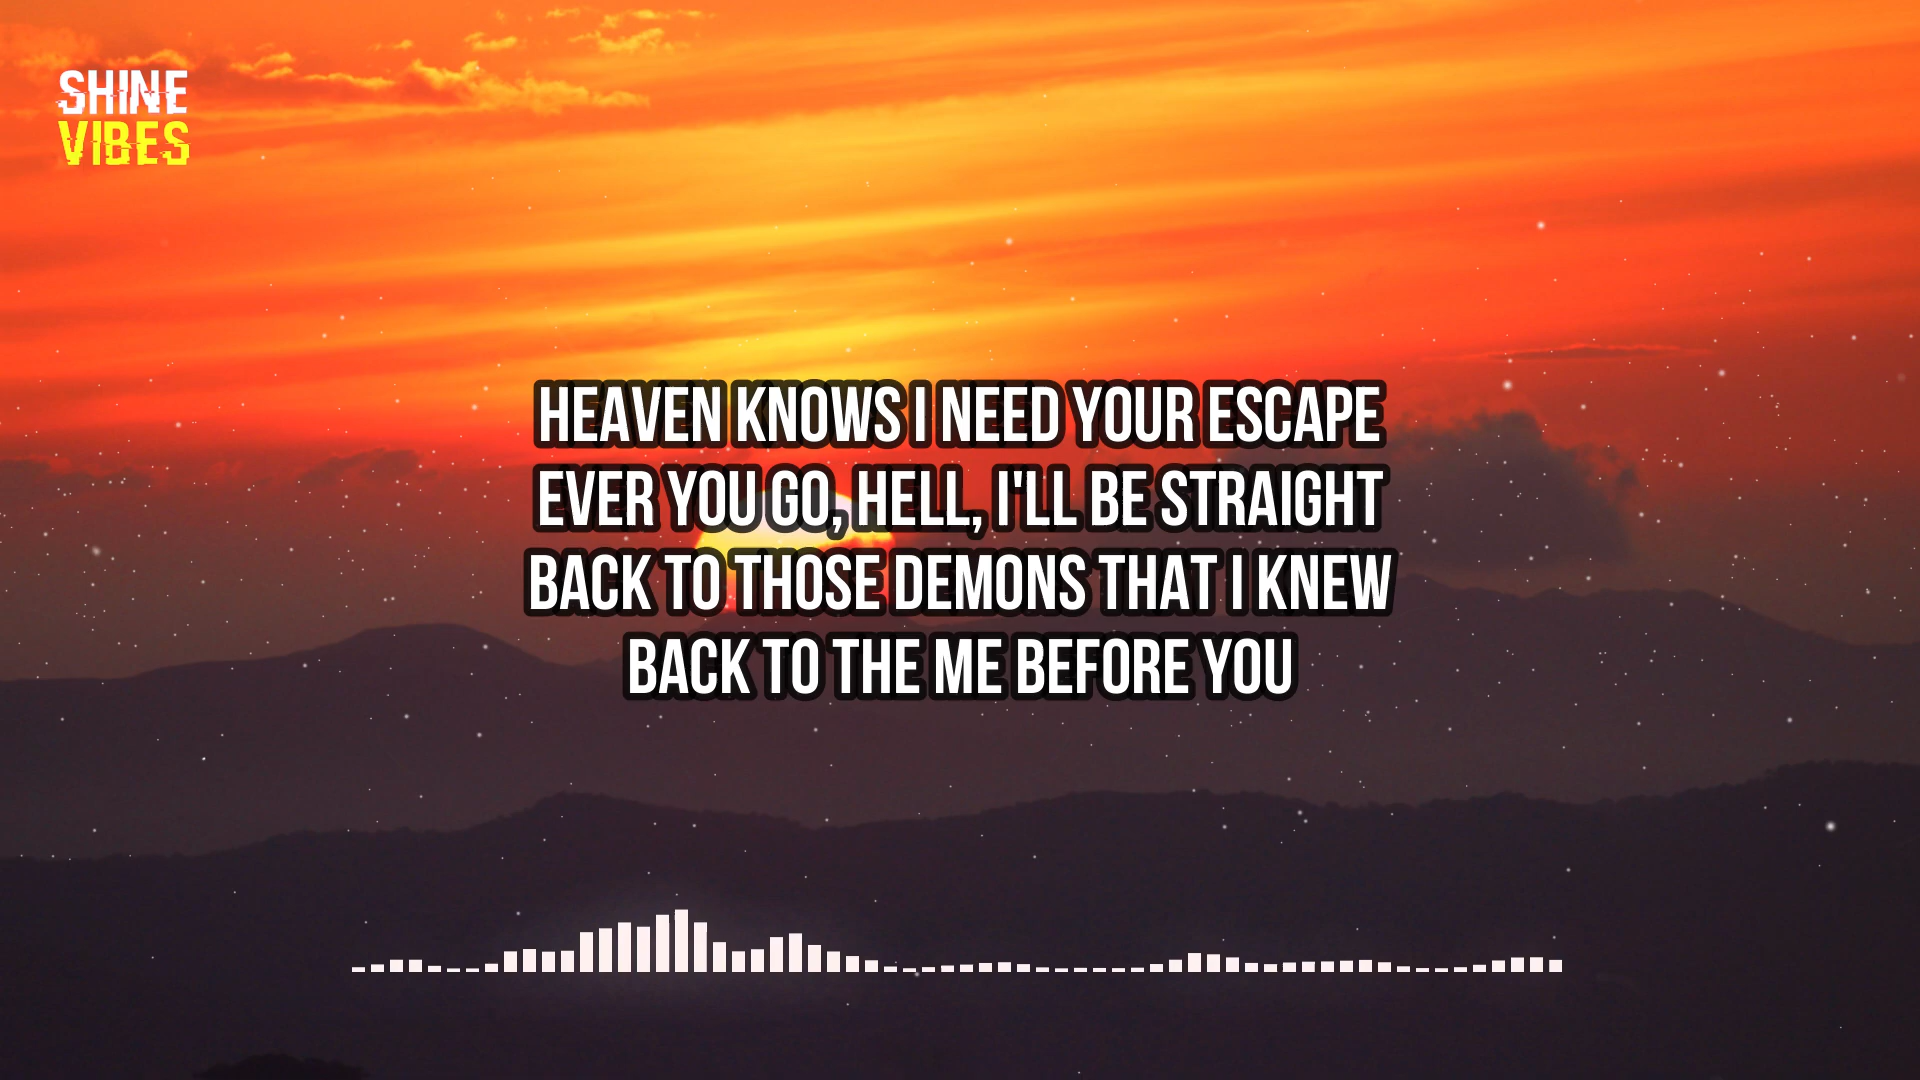 SHINE
VIBES
HEAVEN KNOWS I NEED YOUR ESCAPE
EVER YOU GO, HELL, I'LL BE STRAIGHT
BACK TO THOSE DEMONS THAT I KNEW
BACK TO THE ME BEFORE YOU